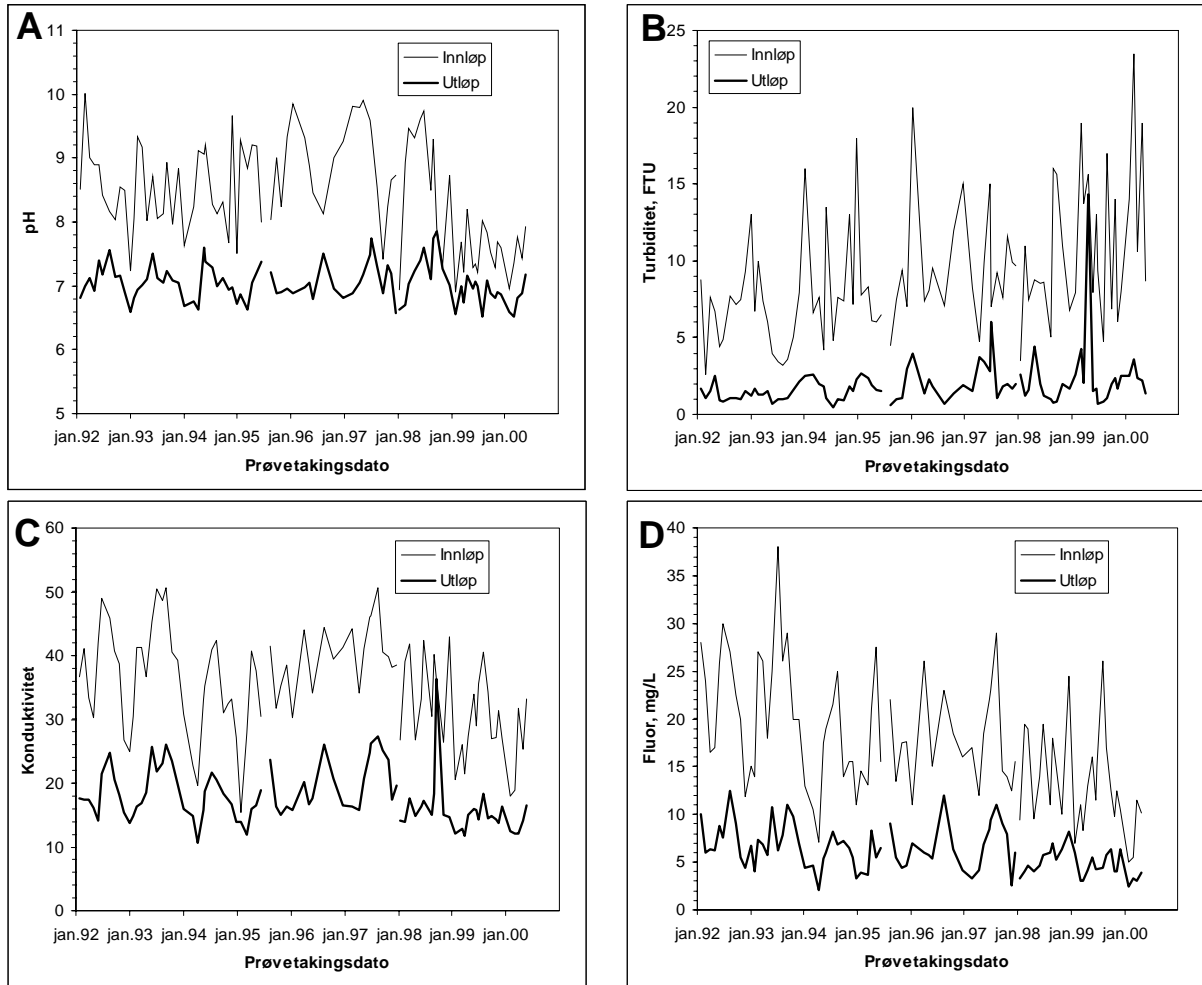 A
pH
11
10
9
8
7
6
5
Innløp
Utløp
jan.92 jan.93 jan.94 jan.95 jan.96 jan.97 jan.98 jan.99 jan.00
Prøvetakingsdato
B
Turbiditet, FTU
25
20
15
10
5
0
Innløp
Utløp
jan.92 jan.93 jan.94 jan.95 jan.96 jan.97 jan.98 jan.99 jan.00
Prøvetakingsdato
C
Konduktivitet
60
50
40
30
20
10
0
Innløp
Utløp
jan.92 jan.93 jan.94 jan.95 jan.96 jan.97 jan.98 jan.99 jan.00
Prøvetakingsdato
D
Fluor, mg/L
40
35
30
25
20
15
10
5
0
Innløp
Utløp
jan.92 jan.93 jan.94 jan.95 jan.96 jan.97 jan.98 jan.99 jan.00
Prøvetakingsdato